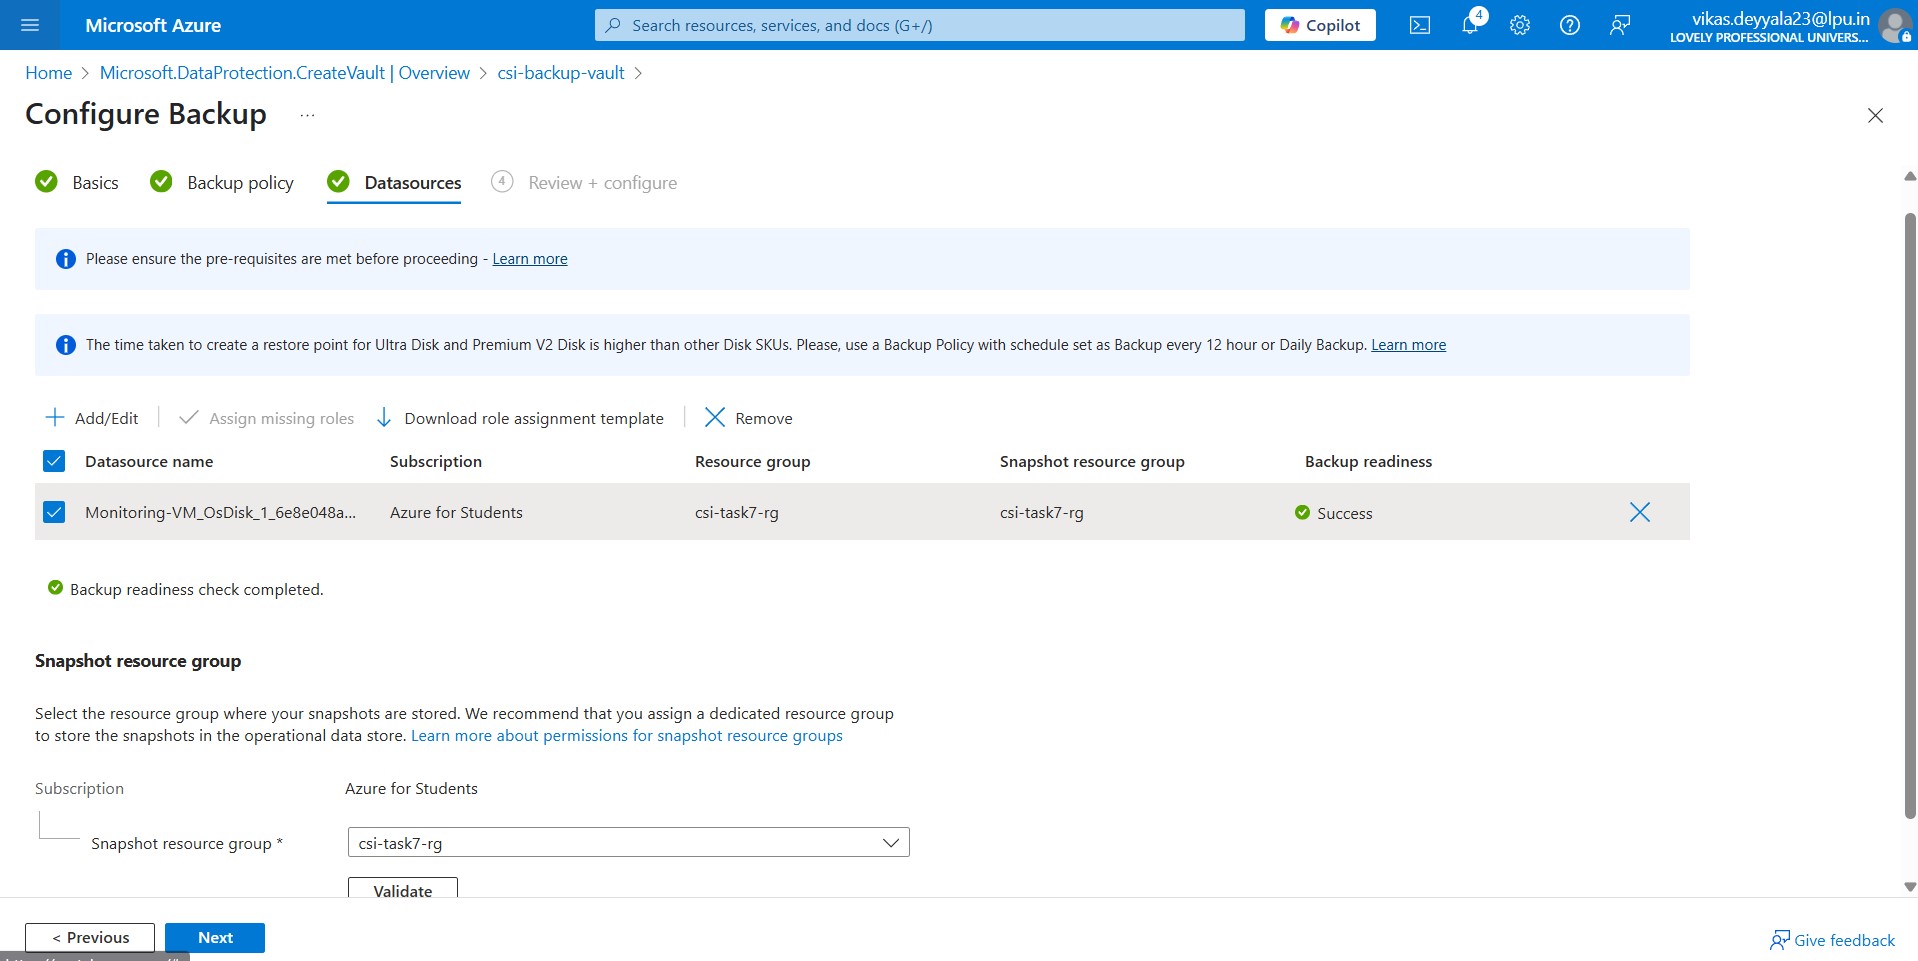 Microsoft Azure
Search resources, services, and docs (G+/)
Copilot
4
vikas.deyyala23@lpu.in
LOVELY PROFESSIONAL UNIVERS...
Home > Microsoft.DataProtection.CreateVault | Overview > csi-backup-vault >
Configure Backup ...
Basics
Backup policy
Datasources
4 Review + configure
Please ensure the pre-requisites are met before proceeding - Learn more
The time taken to create a restore point for Ultra Disk and Premium V2 Disk is higher than other Disk SKUs. Please, use a Backup Policy with schedule set as Backup every 12 hour or Daily Backup. Learn more
Add/Edit
Assign missing roles
Download role assignment template
Remove
Datasource name Subscription Resource group Snapshot resource group Backup readiness
Monitoring-VM_OsDisk_1_6e8e048a... Azure for Students csi-task7-rg csi-task7-rg Success
Backup readiness check completed.
Snapshot resource group
Select the resource group where your snapshots are stored. We recommend that you assign a dedicated resource group
to store the snapshots in the operational data store. Learn more about permissions for snapshot resource groups
Subscription Azure for Students
Snapshot resource group * csi-task7-rg
Validate
< Previous
Next
Give feedback